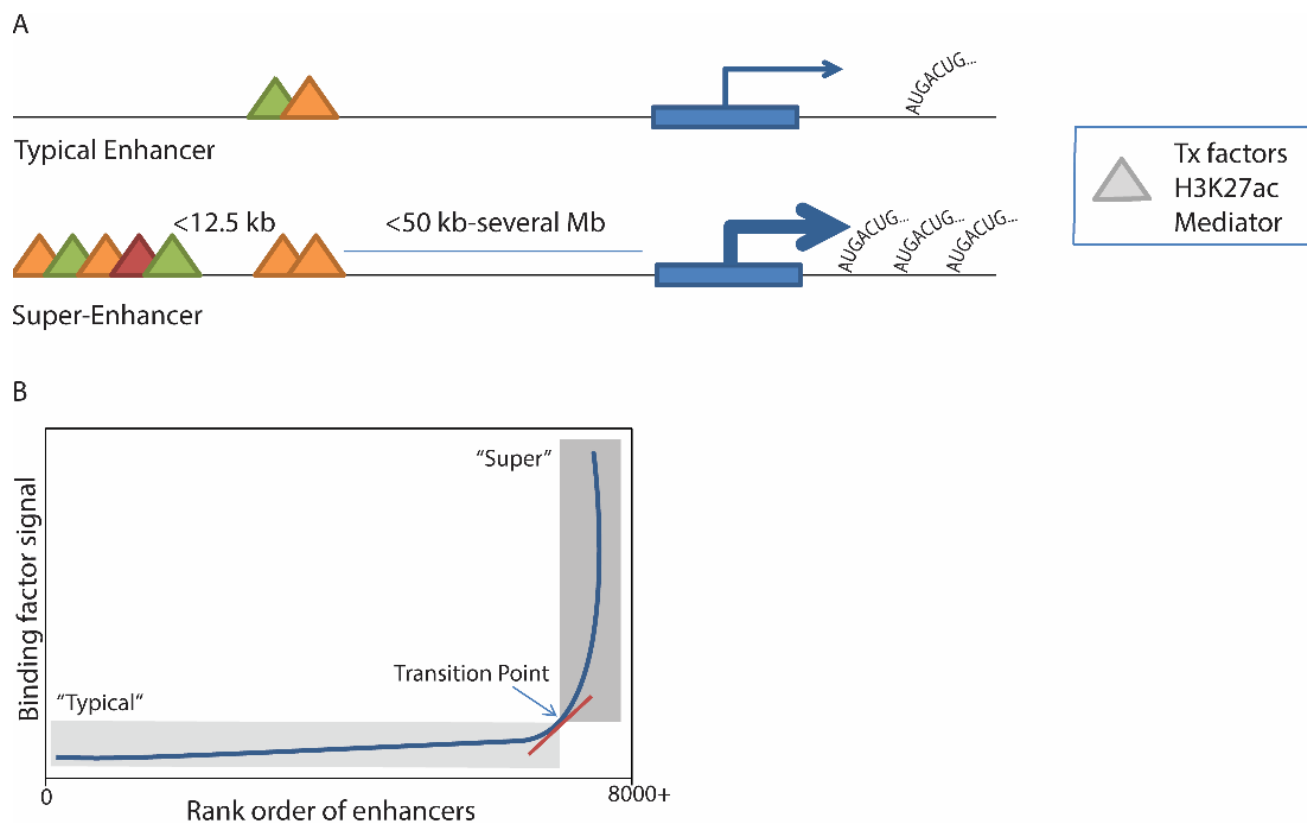 A
AUGACUG...
Typical Enhancer
Tx factors
H3K27ac
Mediator
<12.5 kb
<50 kb-several Mb
AUGACUG...
AUGACUG...
AUGACUG...
Super-Enhancer
B
"Super"
Binding factor signal
Transition Point
"Typical"
0
8000+
Rank order of enhancers